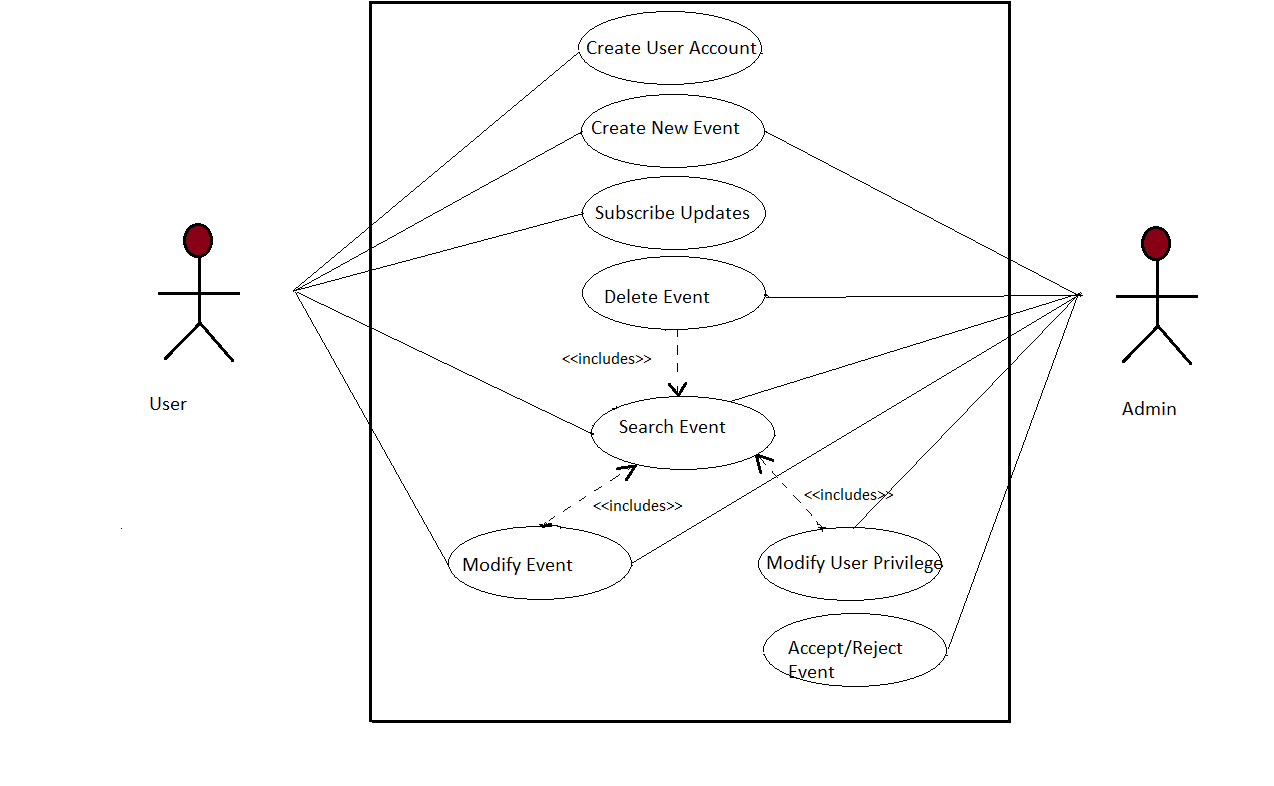 Create User Account
Create New Event
Subscribe Updates
Delete Event
<<includes>>
User
Admin
Search Event
<<includes>>
<<includes>>
Modify Event
Modify User Privilege
Accept/Reject
Event